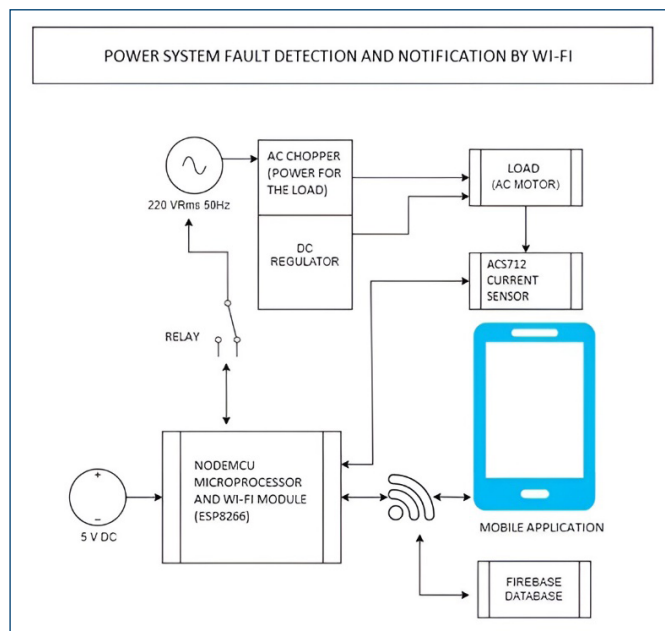 POWER SYSTEM FAULT DETECTION AND NOTIFICATION BY WI-FI
220 VRms 50Hz
AC CHOPPER
(POWER FOR
THE LOAD)
DC
REGULATOR
LOAD
(AC MOTOR)
ACS712
CURRENT
SENSOR
RELAY
+
–
5 V DC
NODEMCU
MICROPROCESSOR
AND WI-FI MODULE
(ESP8266)
MOBILE APPLICATION
FIREBASE
DATABASE